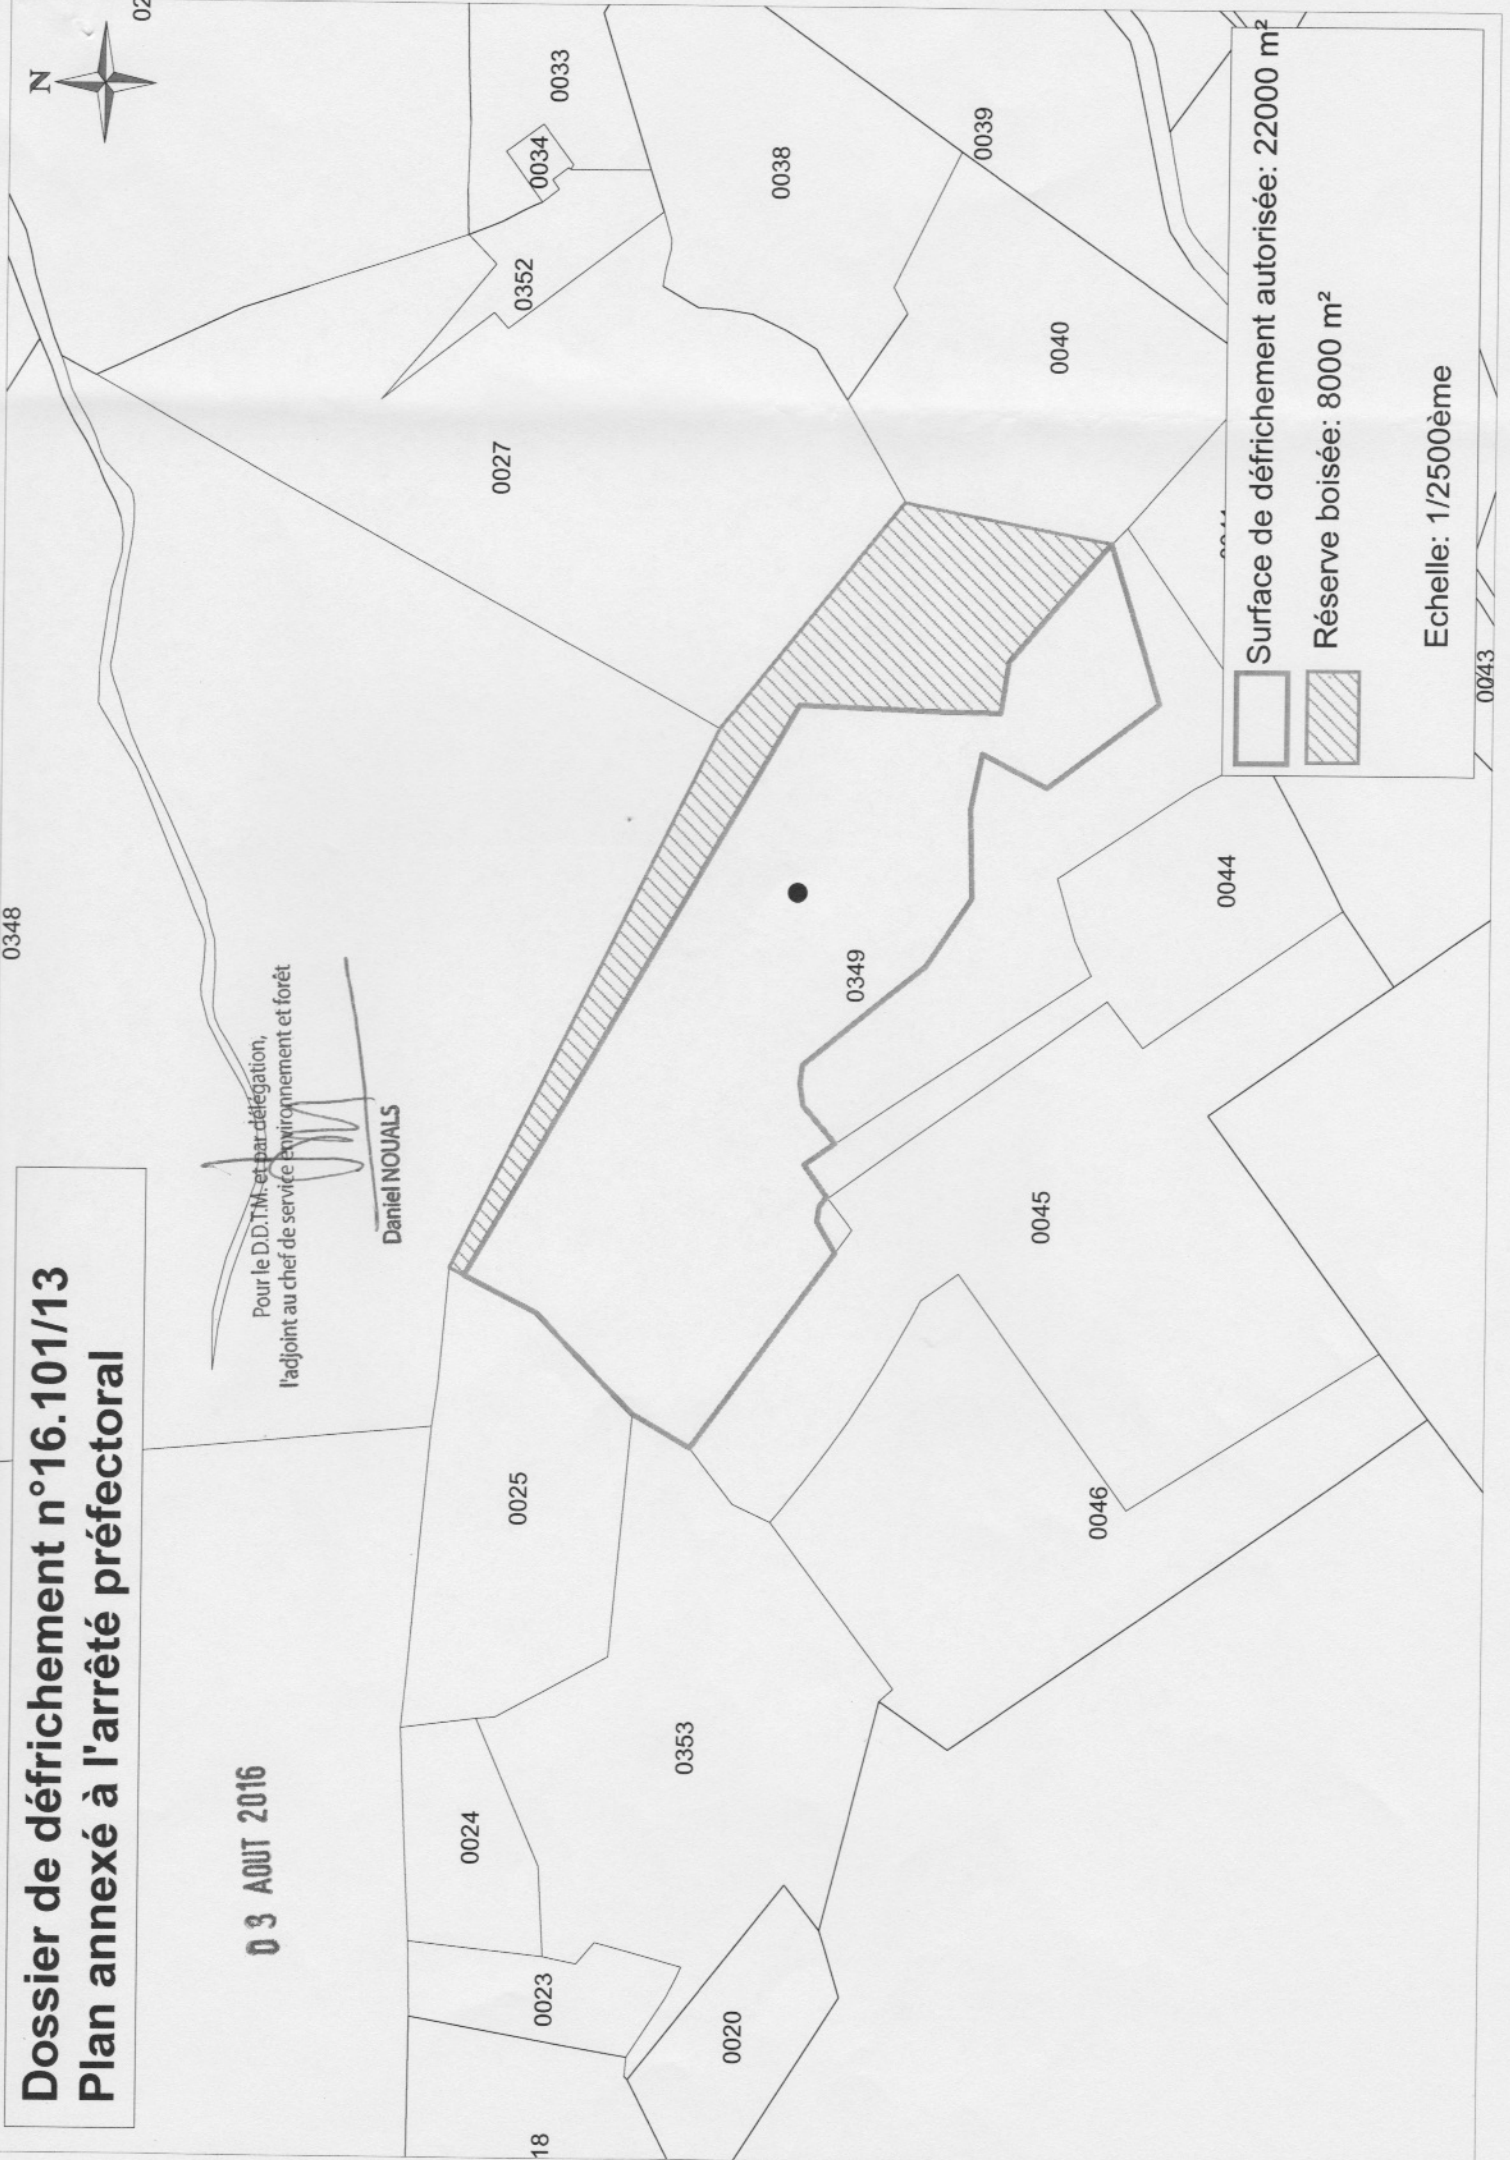 Dossier de défrichement n°16.101/13
Plan annexé à l'arrêté préfectoral
N
03 AOUT 2016
Pour le D.D.T.M. et par délégation,
l'adjoint au chef de service environnement et forêt
Daniel NOUALS
0348
02
0033
0034
0352
0038
0039
0027
0040
0025
0349
0024
0353
0023
0020
18
0044
0045
0046
0043
Surface de défrichement autorisée: 22000 m²
Réserve boisée: 8000 m²
Echelle: 1/2500ème